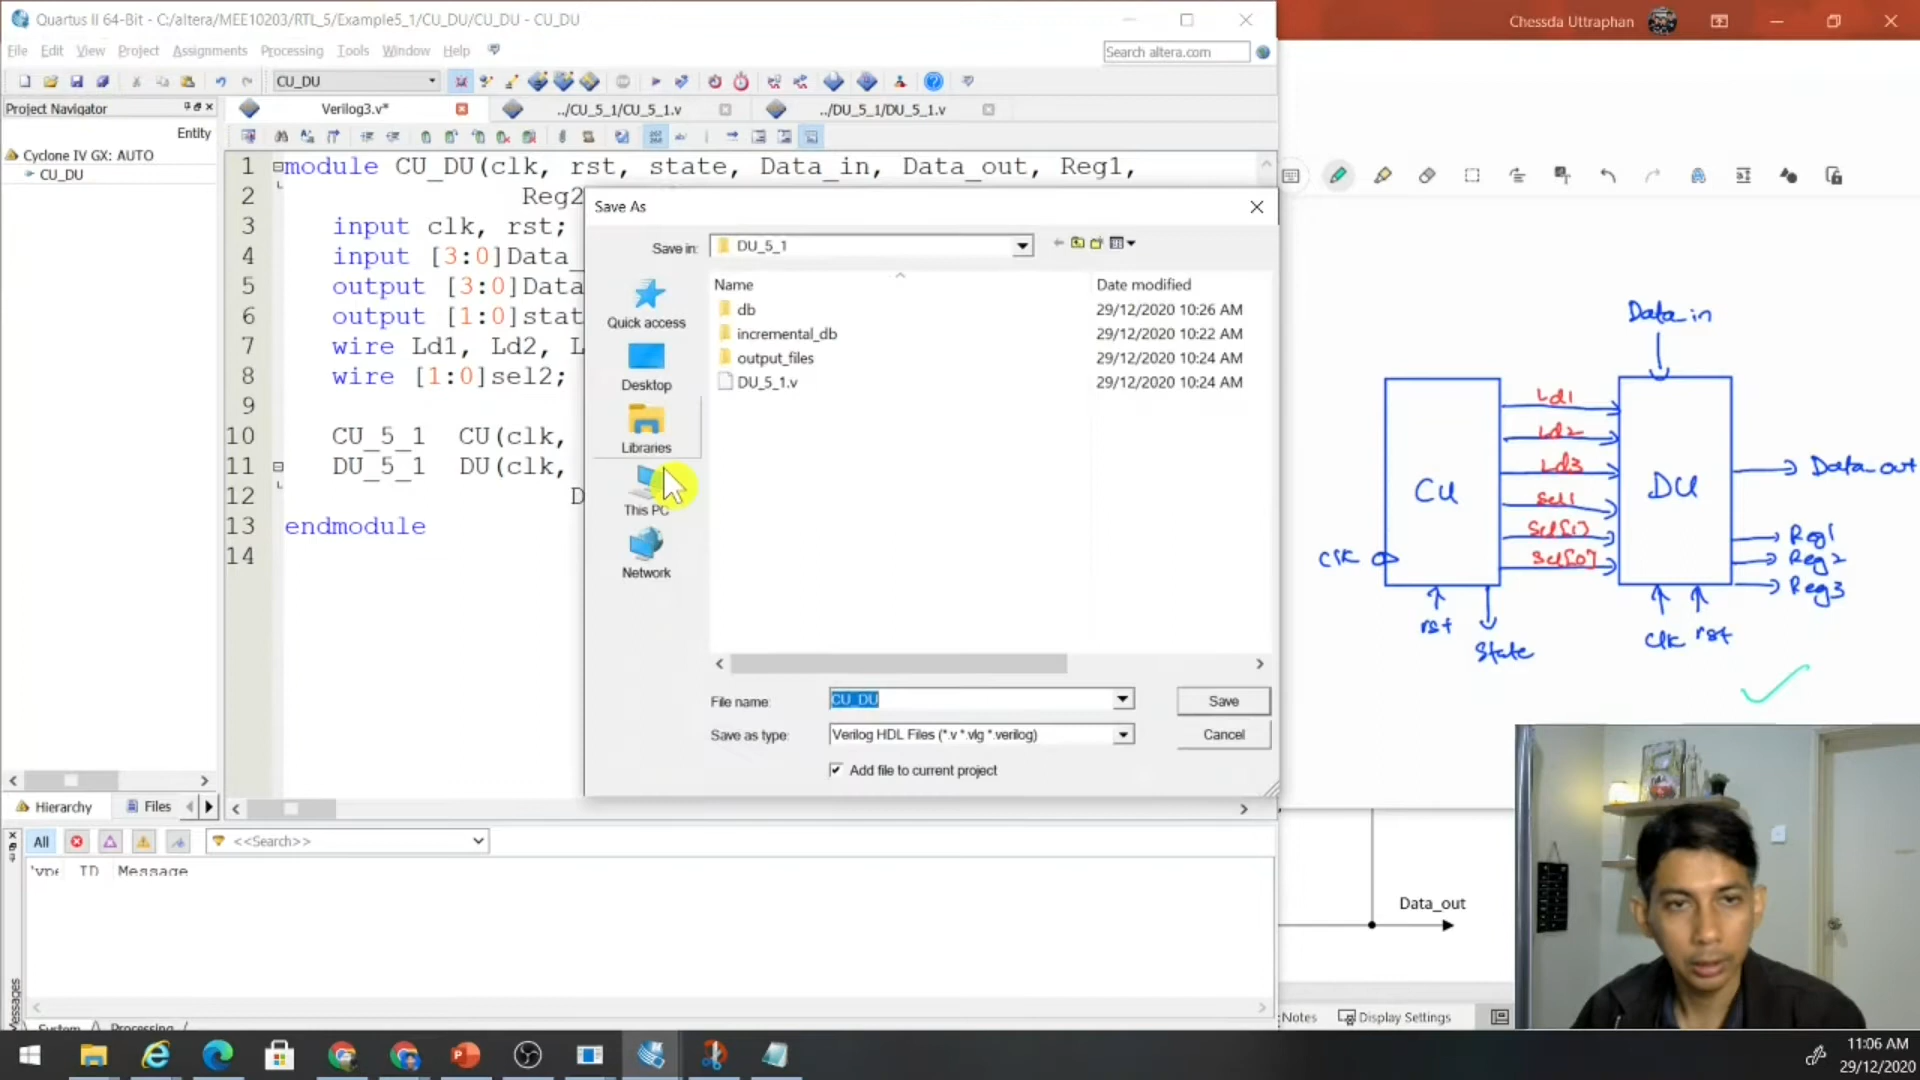 Quartus II 64-Bit - C:/altera/MEE10203/RTL_5/Example5_1/CU_DU/CU_DU - CU_DU
Chessda Uttraphan
File Edit View Project Assignments Processing Tools Window Help
Search altera.com
CU_DU
Project Navigator
Verilog3.v*
../CU_5_1/CU_5_1.v
../DU_5_1/DU_5_1.v
Entity
Cyclone IV GX: AUTO
CU_DU
1 module CU_DU(clk, rst, state, Data_in, Data_out, Reg1,
2 Reg2
3 input clk, rst;
4 input [3:0]Data_
5 output [3:0]Data
6 output [1:0]stat
7 wire Ld1, Ld2, L
8 wire [1:0]sel2;
9
10 CU_5_1 CU(clk,
11 DU_5_1 DU(clk,
12 D
13 endmodule
14
Save As
Save in: DU_5_1
Quick access
Desktop
Libraries
This PC
Network
Name Date modified
db 29/12/2020 10:26 AM
incremental_db 29/12/2020 10:22 AM
output_files 29/12/2020 10:24 AM
DU_5_1.v 29/12/2020 10:24 AM
File name: CU_DU Save
Save as type: Verilog HDL Files (*.v *.vlg *.verilog) Cancel
Add file to current project
Data_in
CU
Ld1
Ld2
Ld3
Sel1
Sel[1]
Sel[0]
DU
Data_out
Reg1
Reg2
Reg3
clk
rst
State
clk rst
Hierarchy Files
All <<Search>>
ID Message
System Processing
Messages
Data_out
Notes Display Settings
11:06 AM
29/12/2020